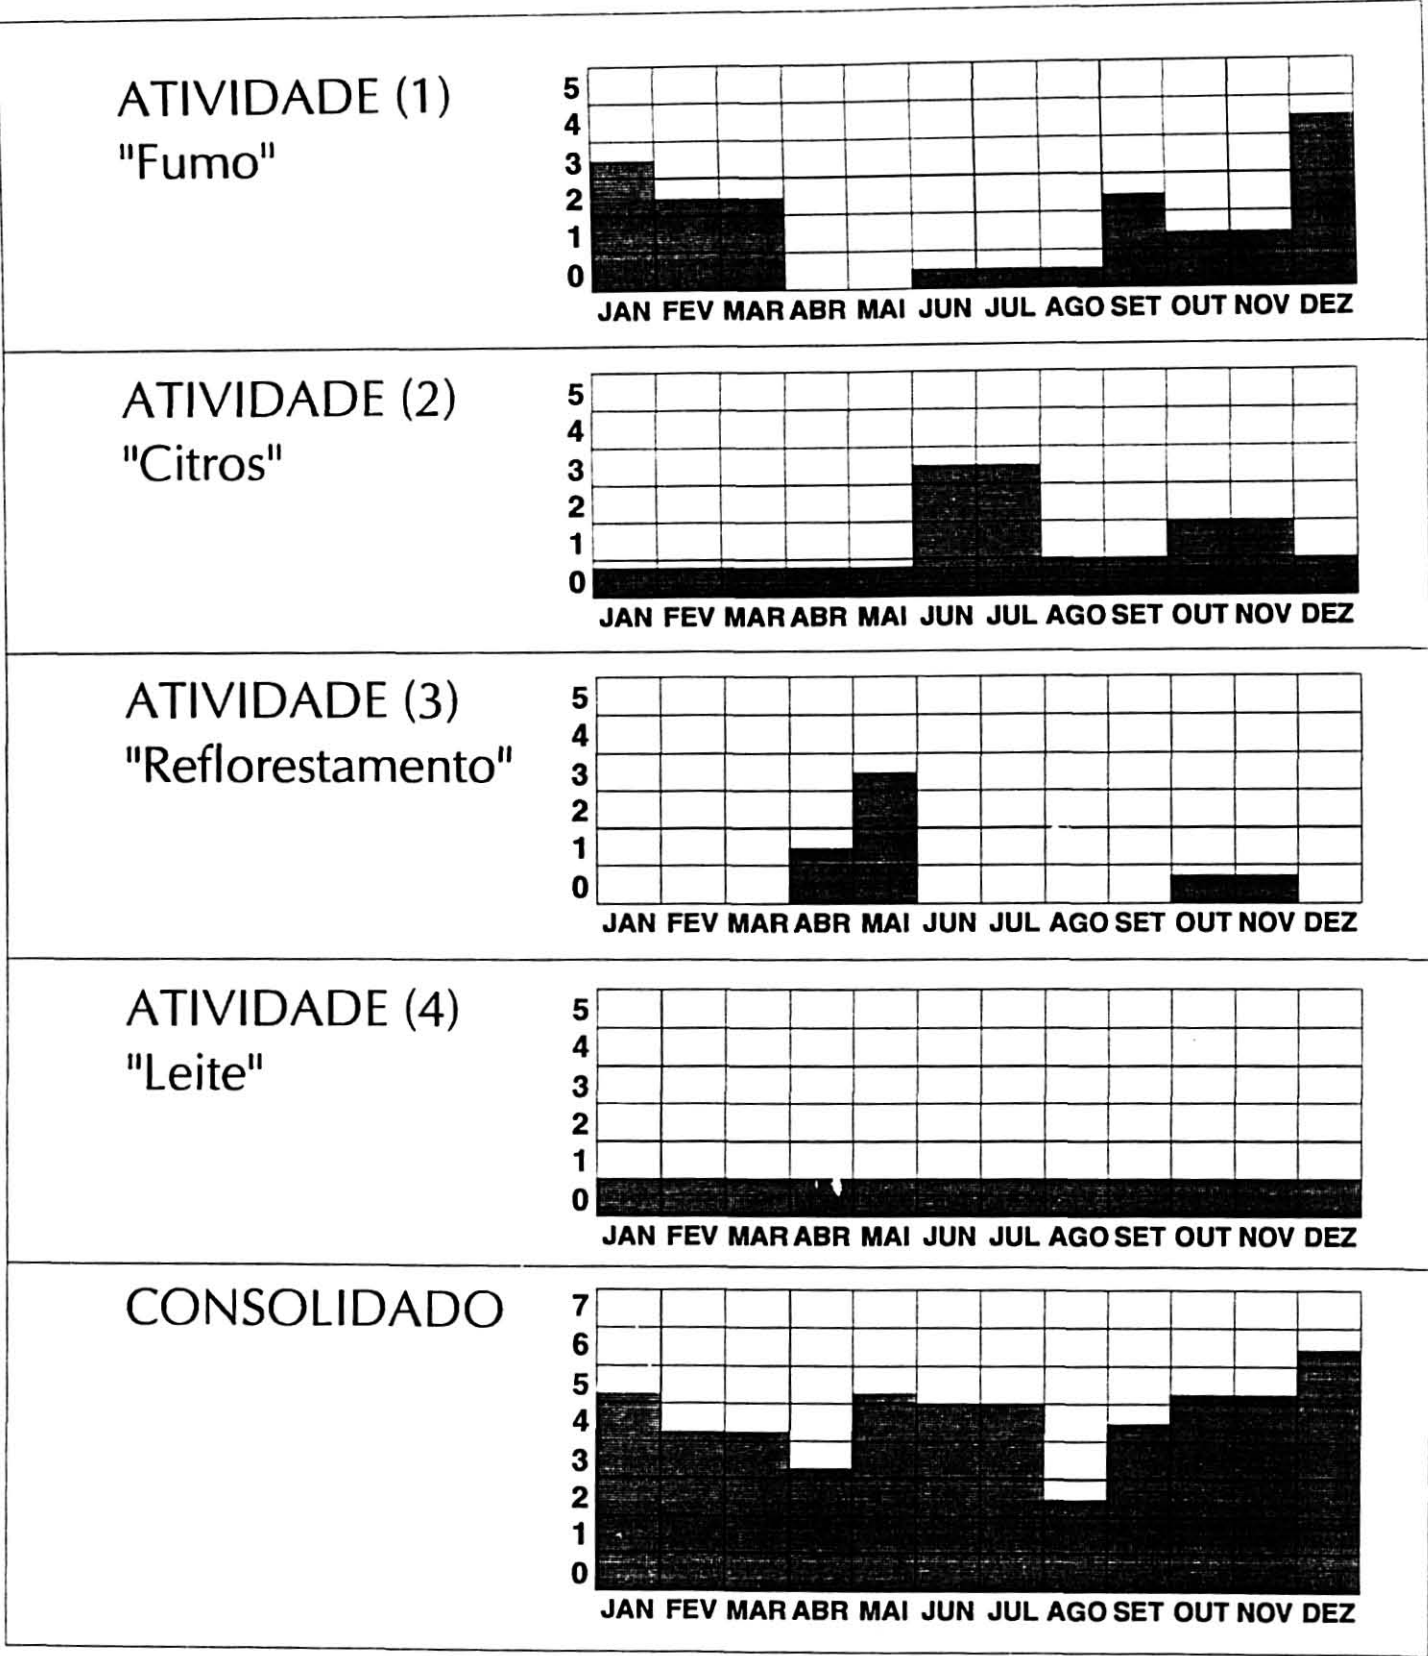 ATIVIDADE (1)
"Fumo"
5
4
3
2
1
0
JAN FEV MAR ABR MAI JUN JUL AGO SET OUT NOV DEZ
ATIVIDADE (2)
"Citros"
5
4
3
2
1
0
JAN FEV MAR ABR MAI JUN JUL AGO SET OUT NOV DEZ
ATIVIDADE (3)
"Reflorestamento"
5
4
3
2
1
0
JAN FEV MAR ABR MAI JUN JUL AGO SET OUT NOV DEZ
ATIVIDADE (4)
"Leite"
5
4
3
2
1
0
JAN FEV MAR ABR MAI JUN JUL AGO SET OUT NOV DEZ
CONSOLIDADO
7
6
5
4
3
2
1
0
JAN FEV MAR ABR MAI JUN JUL AGO SET OUT NOV DEZ